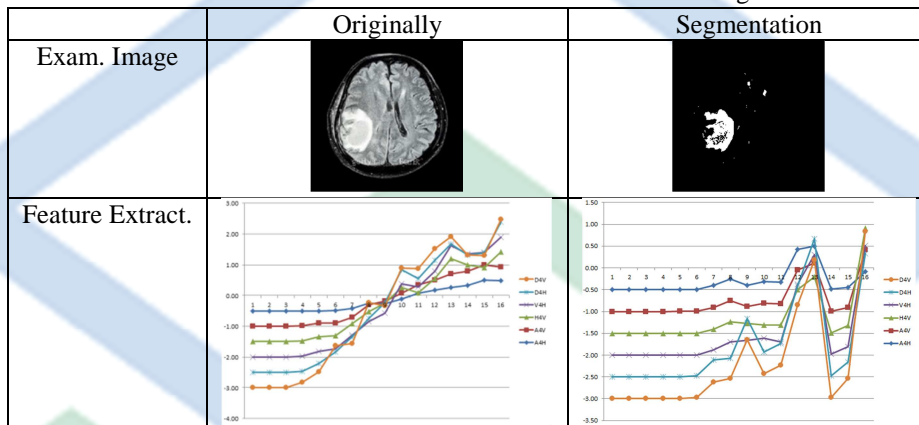 Originally Segmentation
Exam. Image
Feature Extract.
3.00
2.00
1.00
0.00
-1.00
-2.00
-3.00
-4.00
1 2 3 4 5 6 7 8 9 10 11 12 13 14 15 16
D4V
D4H
V4H
H4V
A4V
A4H
1.50
1.00
0.50
0.00
-0.50
-1.00
-1.50
-2.00
-2.50
-3.00
-3.50
1 2 3 4 5 6 7 8 9 10 11 12 13 14 15 16
D4V
D4H
V4H
H4V
A4V
A4H